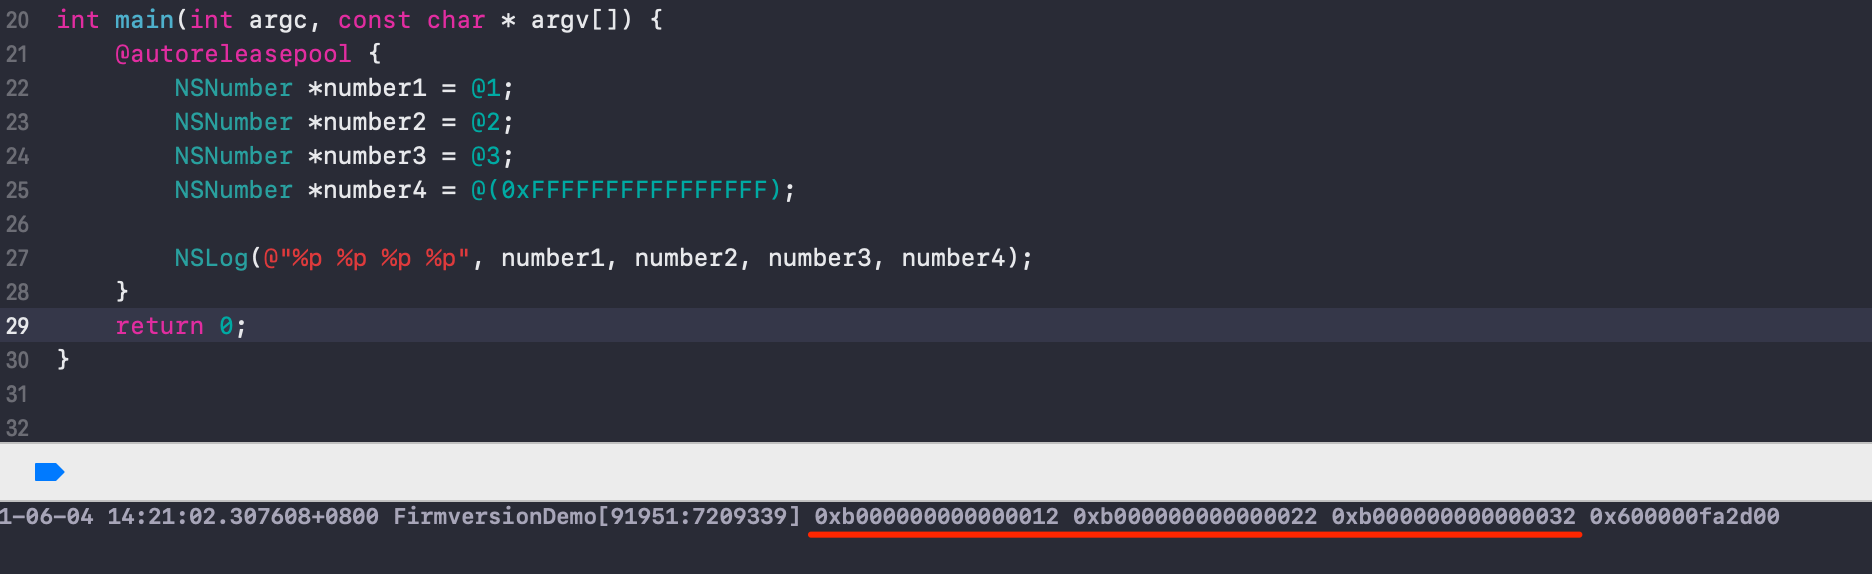 20 int main(int argc, const char * argv[]) {
21     @autoreleasepool {
22         NSNumber *number1 = @1;
23         NSNumber *number2 = @2;
24         NSNumber *number3 = @3;
25         NSNumber *number4 = @(0xFFFFFFFFFFFFFFFF);
26
27         NSLog(@"%p %p %p %p", number1, number2, number3, number4);
28     }
29     return 0;
30 }
31
32
1-06-04 14:21:02.307608+0800 FirmversionDemo[91951:7209339] 0xb000000000000012 0xb000000000000022 0xb000000000000032 0x600000fa2d00